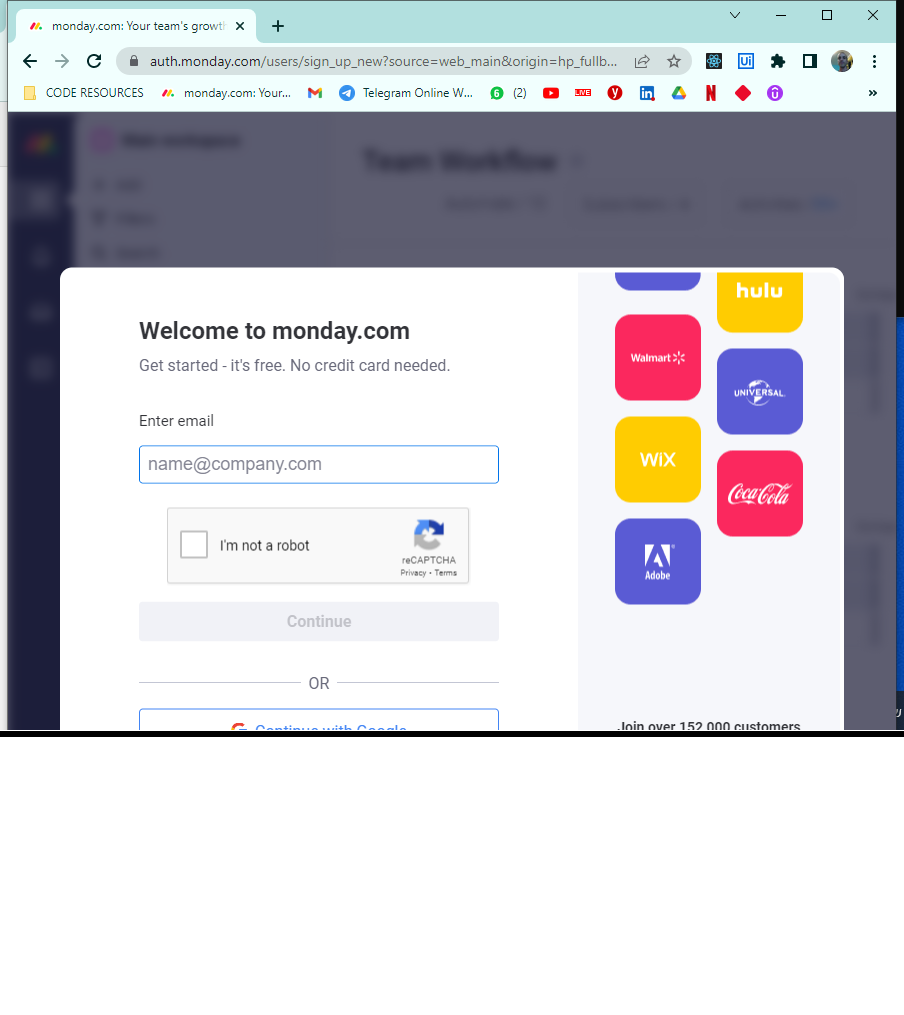 monday.com: Your team's growth
auth.monday.com/users/sign_up_new?source=web_main&origin=hp_fullb...
CODE RESOURCES
monday.com: Your...
Telegram Online W...
6
(2)
LIVE
Main workspace
Team Workflow
Welcome to monday.com
Get started - it's free. No credit card needed.
Enter email
name@company.com
I'm not a robot
reCAPTCHA
Privacy - Terms
Continue
OR
Continue with Google
hulu
Walmart
UNIVERSAL
WiX
Coca-Cola
Adobe
Join over 152,000 customers